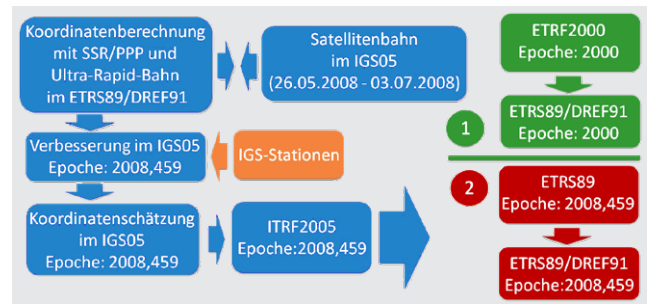 Koordinatenberechnung
mit SSR/PPP und
Ultra-Rapid-Bahn
im ETRS89/DREF91
Satellitenbahn
im IGS05
(26.05.2008 - 03.07.2008)
Verbesserung im IGS05
Epoche: 2008,459
IGS-Stationen
Koordinatenschätzung
im IGS05
Epoche: 2008,459
ITRF2005
Epoche:2008,459
ETRF2000
Epoche: 2000
1
ETRS89/DREF91
Epoche: 2000
2
ETRS89
Epoche: 2008,459
ETRS89/DREF91
Epoche: 2008,459